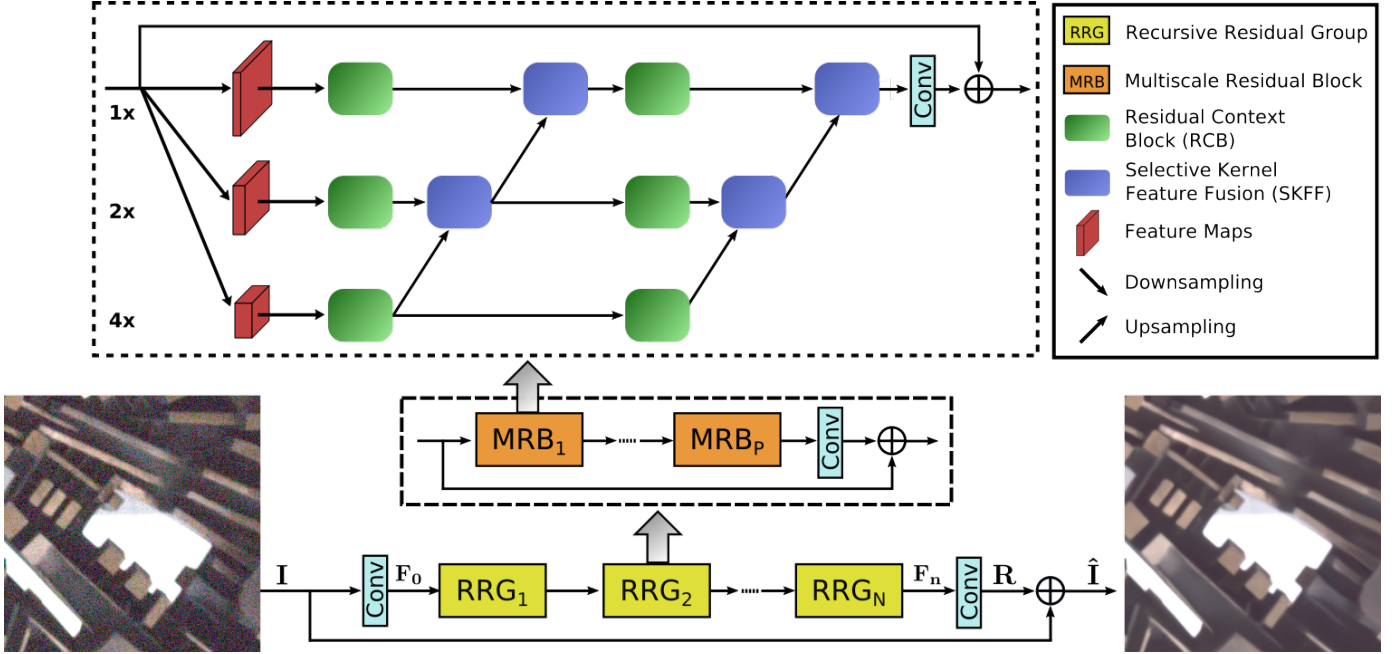 1x
2x
4x
Conv
RRG Recursive Residual Group
MRB Multiscale Residual Block
Residual Context
Block (RCB)
Selective Kernel
Feature Fusion (SKFF)
Feature Maps
Downsampling
Upsampling
MRB1 MRBP Conv
I Conv F0 RRG1 RRG2 RRGN Fn Conv R Î